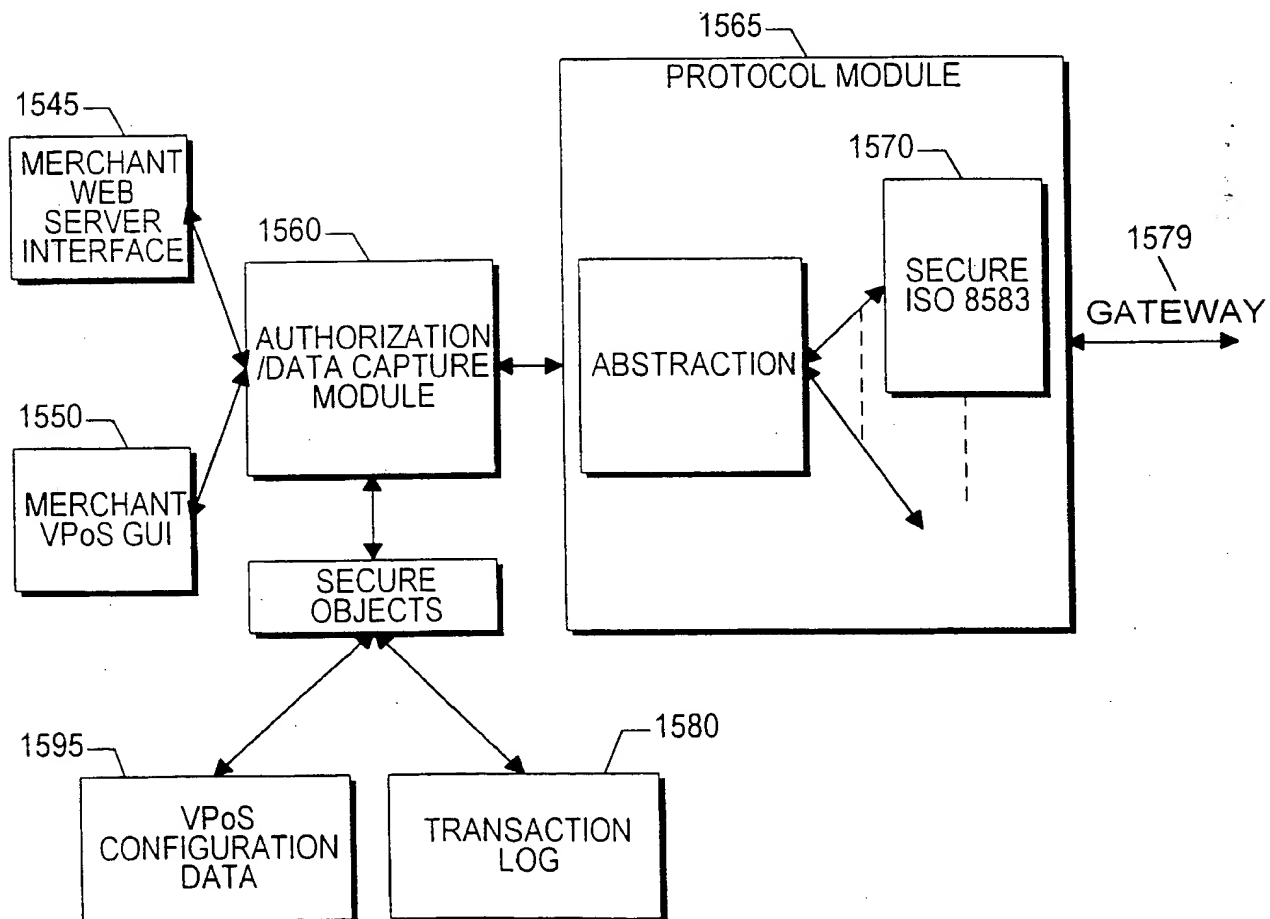 1565
PROTOCOL MODULE
1545
MERCHANT
WEB
SERVER
INTERFACE
1570
SECURE
ISO 8583
1560
AUTHORIZATION
/DATA CAPTURE
MODULE
ABSTRACTION
1579
GATEWAY
1550
MERCHANT
VPoS GUI
SECURE
OBJECTS
1595
VPoS
CONFIGURATION
DATA
1580
TRANSACTION
LOG